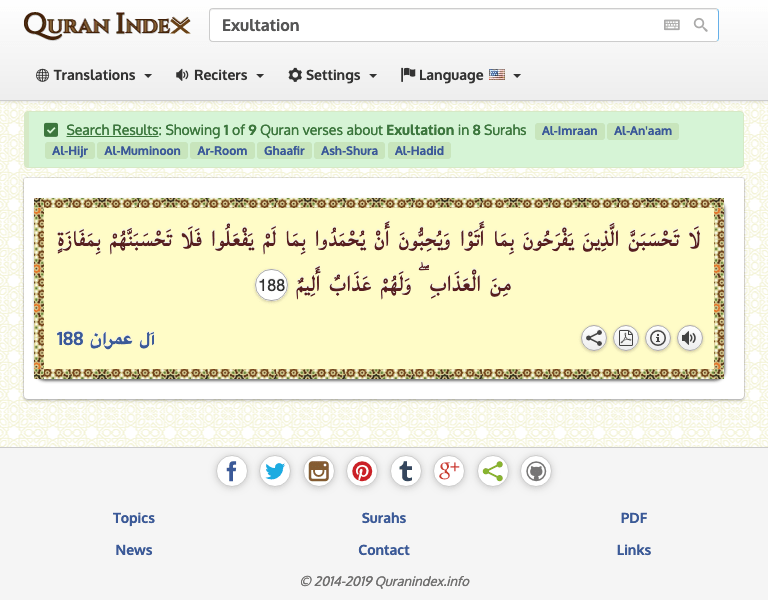 QURAN INDEX
Exultation
Translations Reciters Settings Language
Search Results: Showing 1 of 9 Quran verses about Exultation in 8 Surahs Al-Imraan Al-An'aam
Al-Hijr Al-Muminoon Ar-Room Ghaafir Ash-Shura Al-Hadid
لَا تَحْسَبَنَّ الَّذِينَ يَفْرَحُونَ بِمَا أَتَوْا وَيُحِبُّونَ أَنْ يُحْمَدُوا بِمَا لَمْ يَفْعَلُوا فَلَا تَحْسَبَنَّهُمْ بِمَفَازَةٍ
مِنَ الْعَذَابِ ۖ وَلَهُمْ عَذَابٌ أَلِيمٌ 188
آل عمران 188
Topics Surahs PDF
News Contact Links
© 2014-2019 Quranindex.info